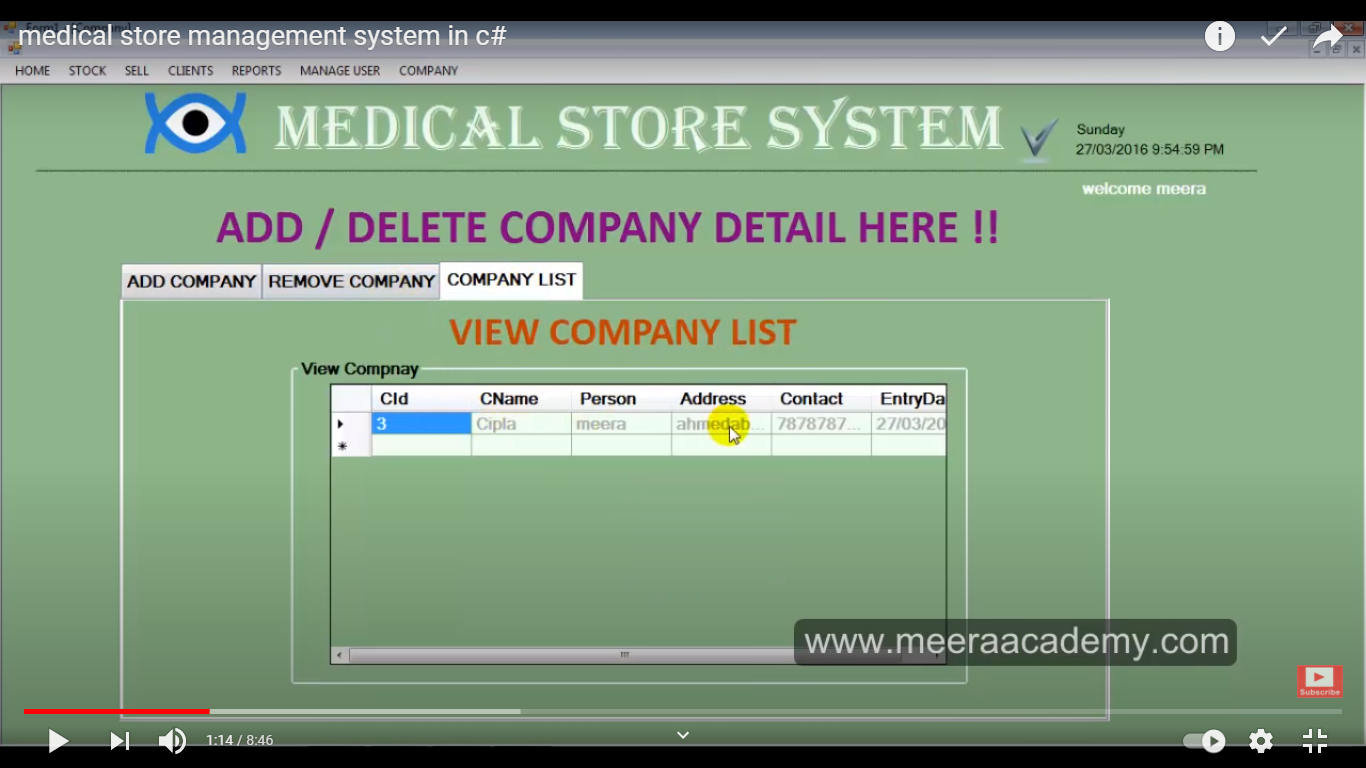 medical store management system in c#
HOME STOCK SELL CLIENTS REPORTS MANAGE USER COMPANY
MEDICAL STORE SYSTEM
Sunday
27/03/2016 9:54:59 PM
welcome meera
ADD / DELETE COMPANY DETAIL HERE !!
ADD COMPANY REMOVE COMPANY COMPANY LIST
VIEW COMPANY LIST
View Compnay
CId CName Person Address Contact EntryDa
3 Cipla meera ahmedab... 7878787... 27/03/20
www.meeraacademy.com
Subscribe
1:14 / 8:46